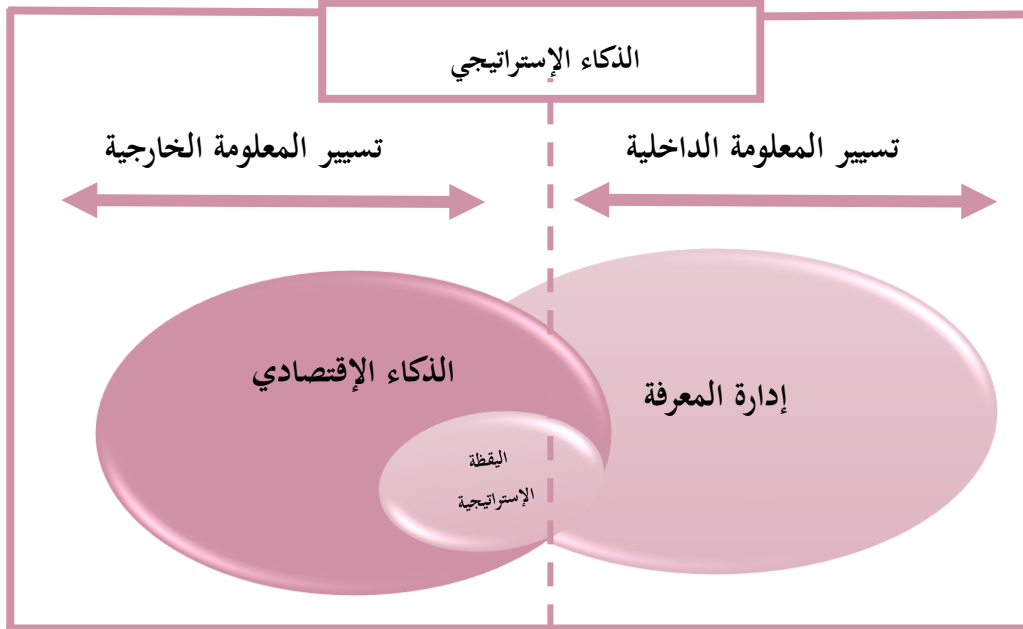 الذكاء الإستراتيجي
تسيير المعلومة الداخلية
تسيير المعلومة الخارجية
إدارة المعرفة
الذكاء الإقتصادي
اليقظة
الإستراتيجية